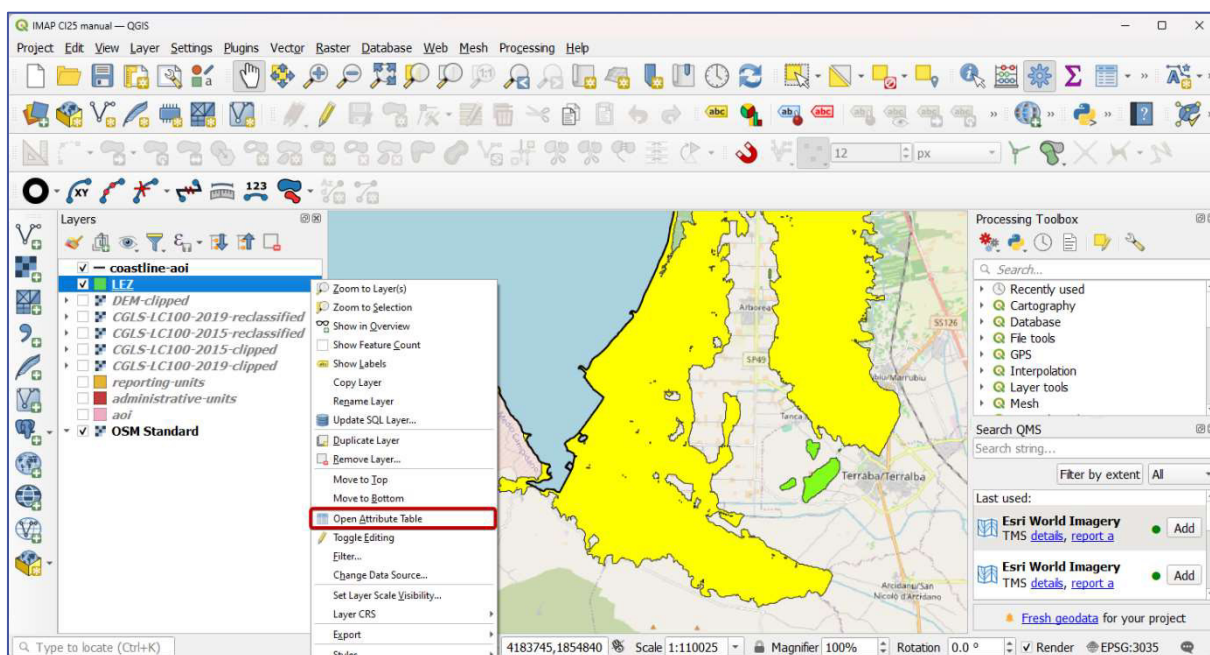 IMAP CI25 manual — QGIS
Project Edit View Layer Settings Plugins Vector Raster Database Web Mesh Processing Help
12 px
XY 123
Layers
coastline-aoi
LEZ
DEM-clipped
CGLS-LC100-2019-reclassified
CGLS-LC100-2015-reclassified
CGLS-LC100-2015-clipped
CGLS-LC100-2019-clipped
reporting-units
administrative-units
aoi
OSM Standard
Zoom to Layer(s)
Zoom to Selection
Show in Overview
Show Feature Count
Show Labels
Copy Layer
Rename Layer
Update SQL Layer...
Duplicate Layer
Remove Layer...
Move to Top
Move to Bottom
Open Attribute Table
Toggle Editing
Filter...
Change Data Source...
Set Layer Scale Visibility...
Layer CRS
Export
Styles
Arborea
SS126
SP49
Tanca
Terraba/Terralba
Arcidanu/San
Nicolò d'Arcidano
Processing Toolbox
Search...
Recently used
Cartography
Database
File tools
GPS
Interpolation
Layer tools
Mesh
Search QMS
Search string...
Filter by extent All
Last used:
Esri World Imagery
TMS details, report a
Add
Esri World Imagery
TMS details, report a
Add
Fresh geodata for your project
Type to locate (Ctrl+K) 4183745,1854840 Scale 1:110025 Magnifier 100% Rotation 0.0 ° Render EPSG:3035